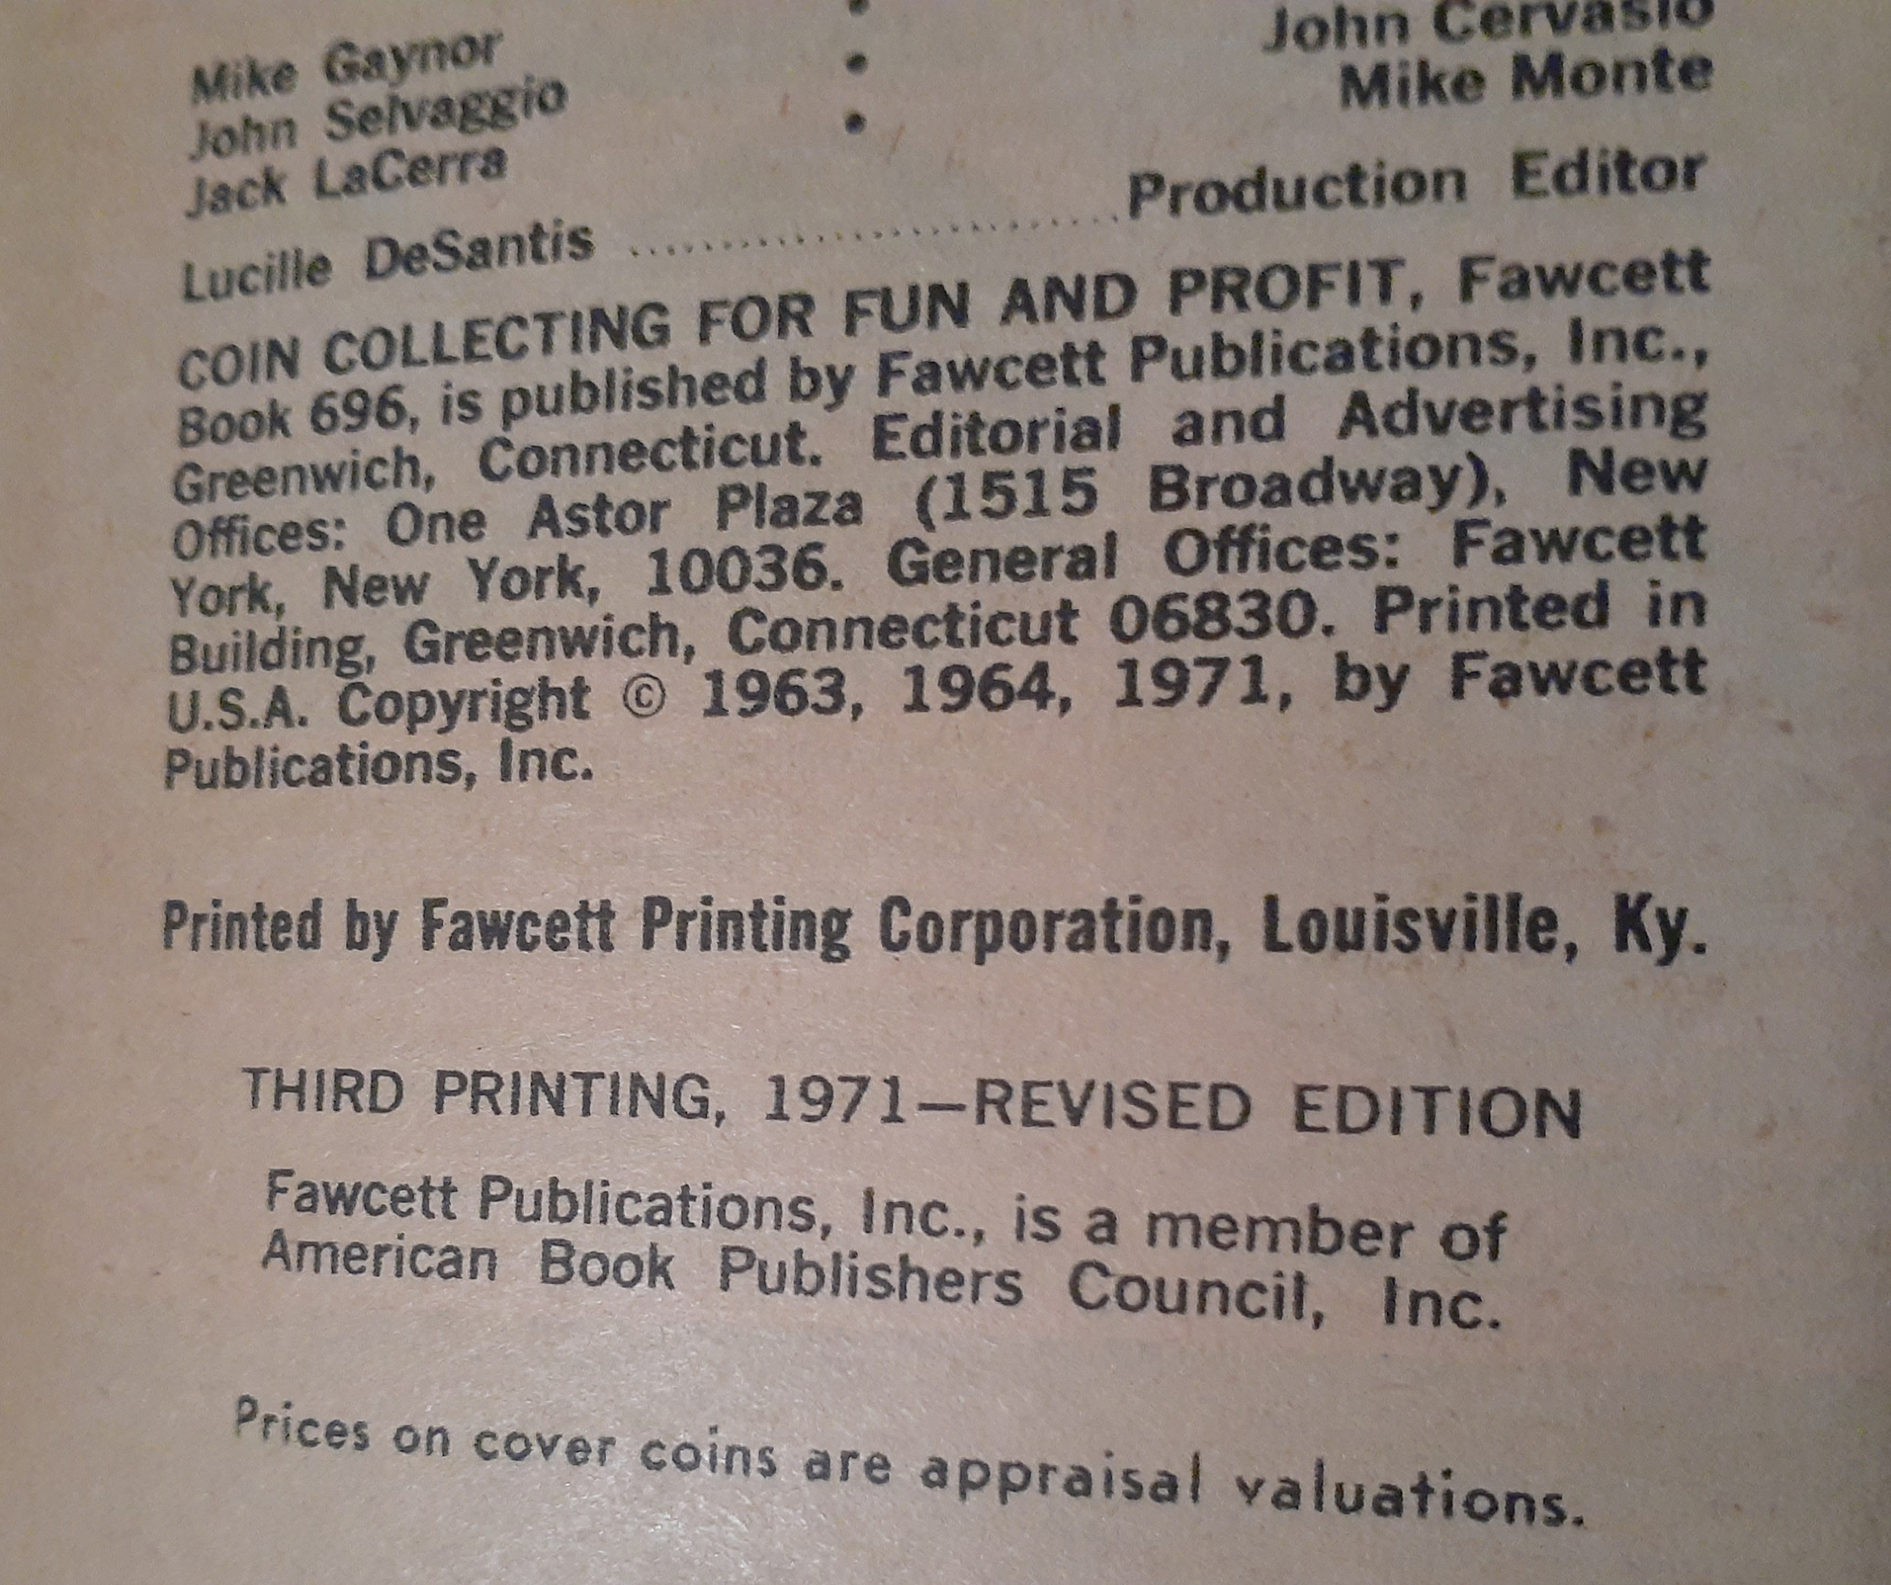 Mike Gaynor • John Cervasio
John Selvaggio • Mike Monte
Jack LaCerra •
Lucille DeSantis ........................ Production Editor
COIN COLLECTING FOR FUN AND PROFIT, Fawcett
Book 696, is published by Fawcett Publications, Inc.,
Greenwich, Connecticut. Editorial and Advertising
Offices: One Astor Plaza (1515 Broadway), New
York, New York, 10036. General Offices: Fawcett
Building, Greenwich, Connecticut 06830. Printed in
U.S.A. Copyright © 1963, 1964, 1971, by Fawcett
Publications, Inc.
Printed by Fawcett Printing Corporation, Louisville, Ky.
THIRD PRINTING, 1971—REVISED EDITION
Fawcett Publications, Inc., is a member of
American Book Publishers Council, Inc.
Prices on cover coins are appraisal valuations.